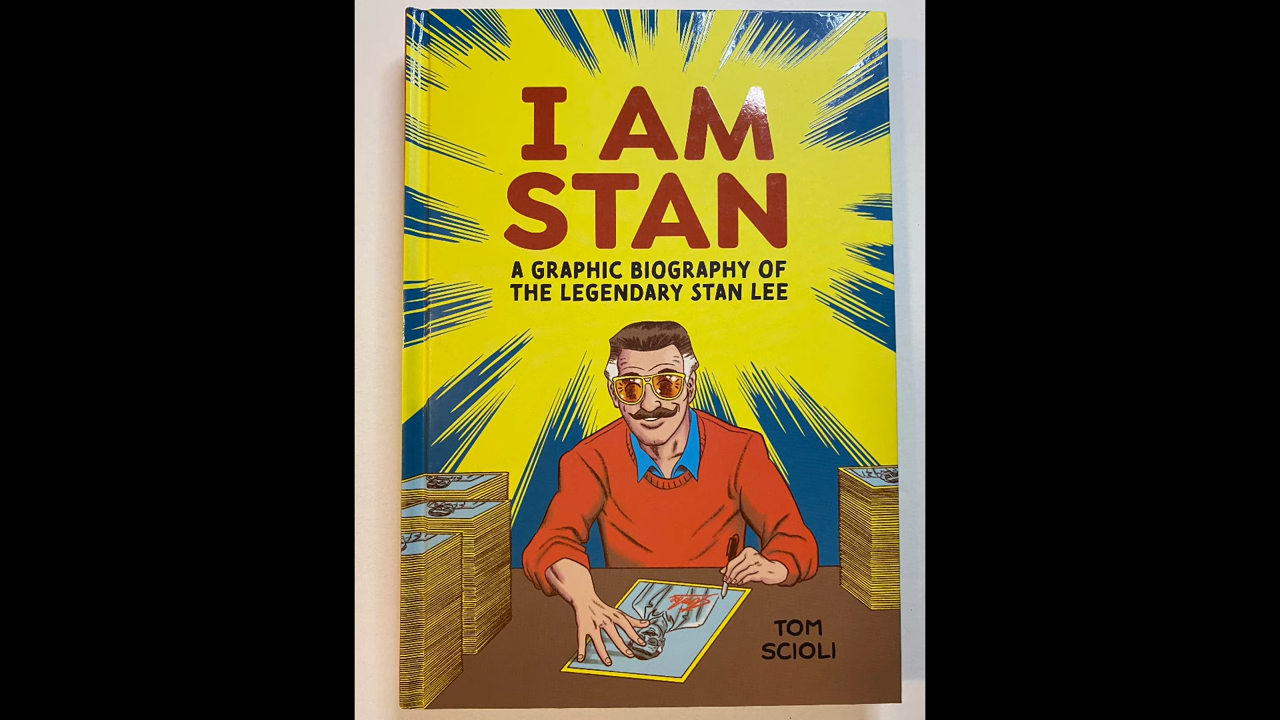 I AM
STAN
A GRAPHIC BIOGRAPHY OF
THE LEGENDARY STAN LEE
TOM
SCIOLI